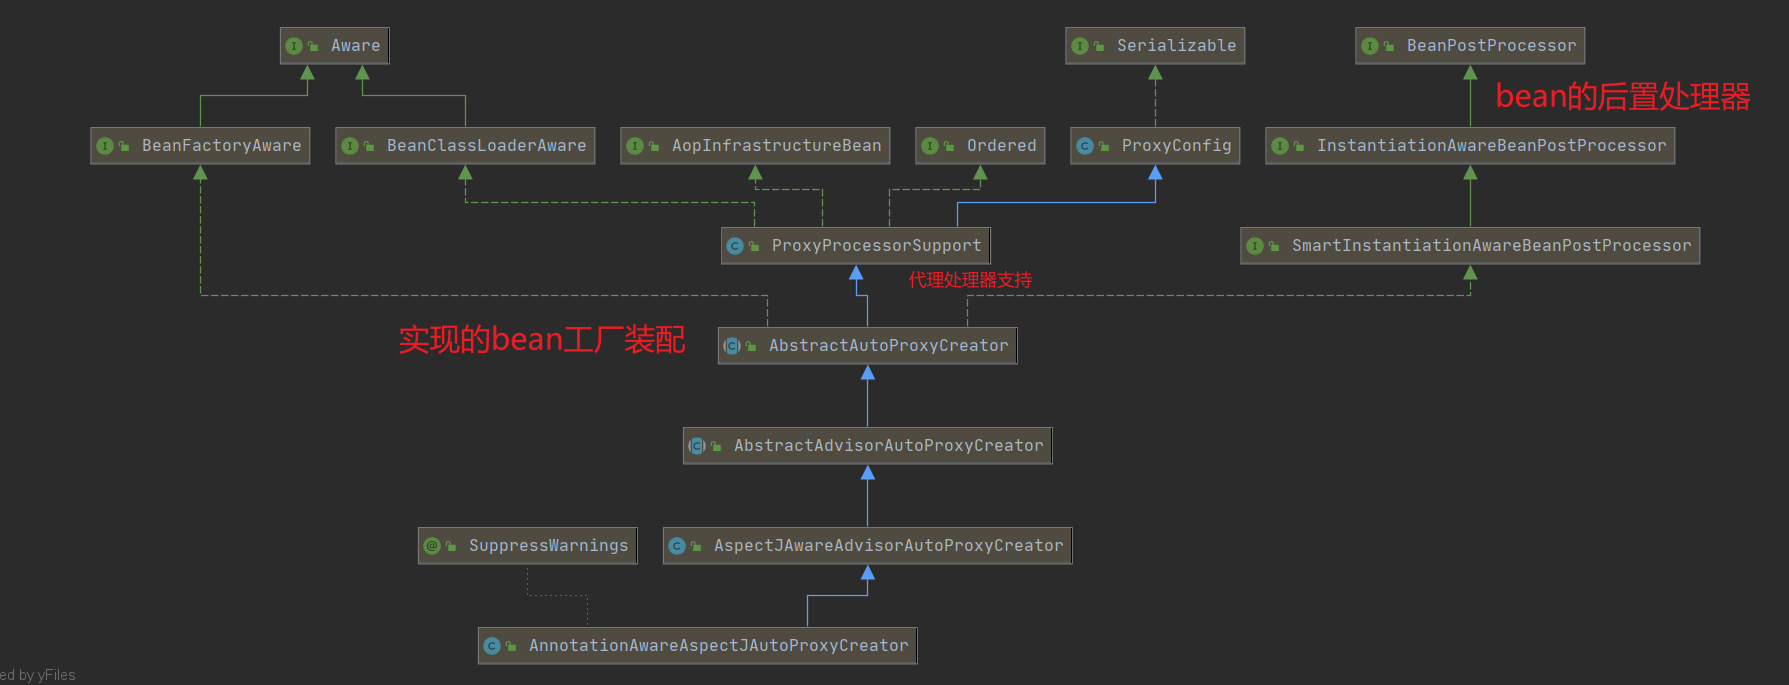 Aware
Serializable
BeanPostProcessor
bean的后置处理器
BeanFactoryAware
BeanClassLoaderAware
AopInfrastructureBean
Ordered
ProxyConfig
InstantiationAwareBeanPostProcessor
ProxyProcessorSupport
SmartInstantiationAwareBeanPostProcessor
代理处理器支持
实现的bean工厂装配
AbstractAutoProxyCreator
AbstractAdvisorAutoProxyCreator
SuppressWarnings
AspectJAwareAdvisorAutoProxyCreator
AnnotationAwareAspectJAutoProxyCreator
ed by yFiles